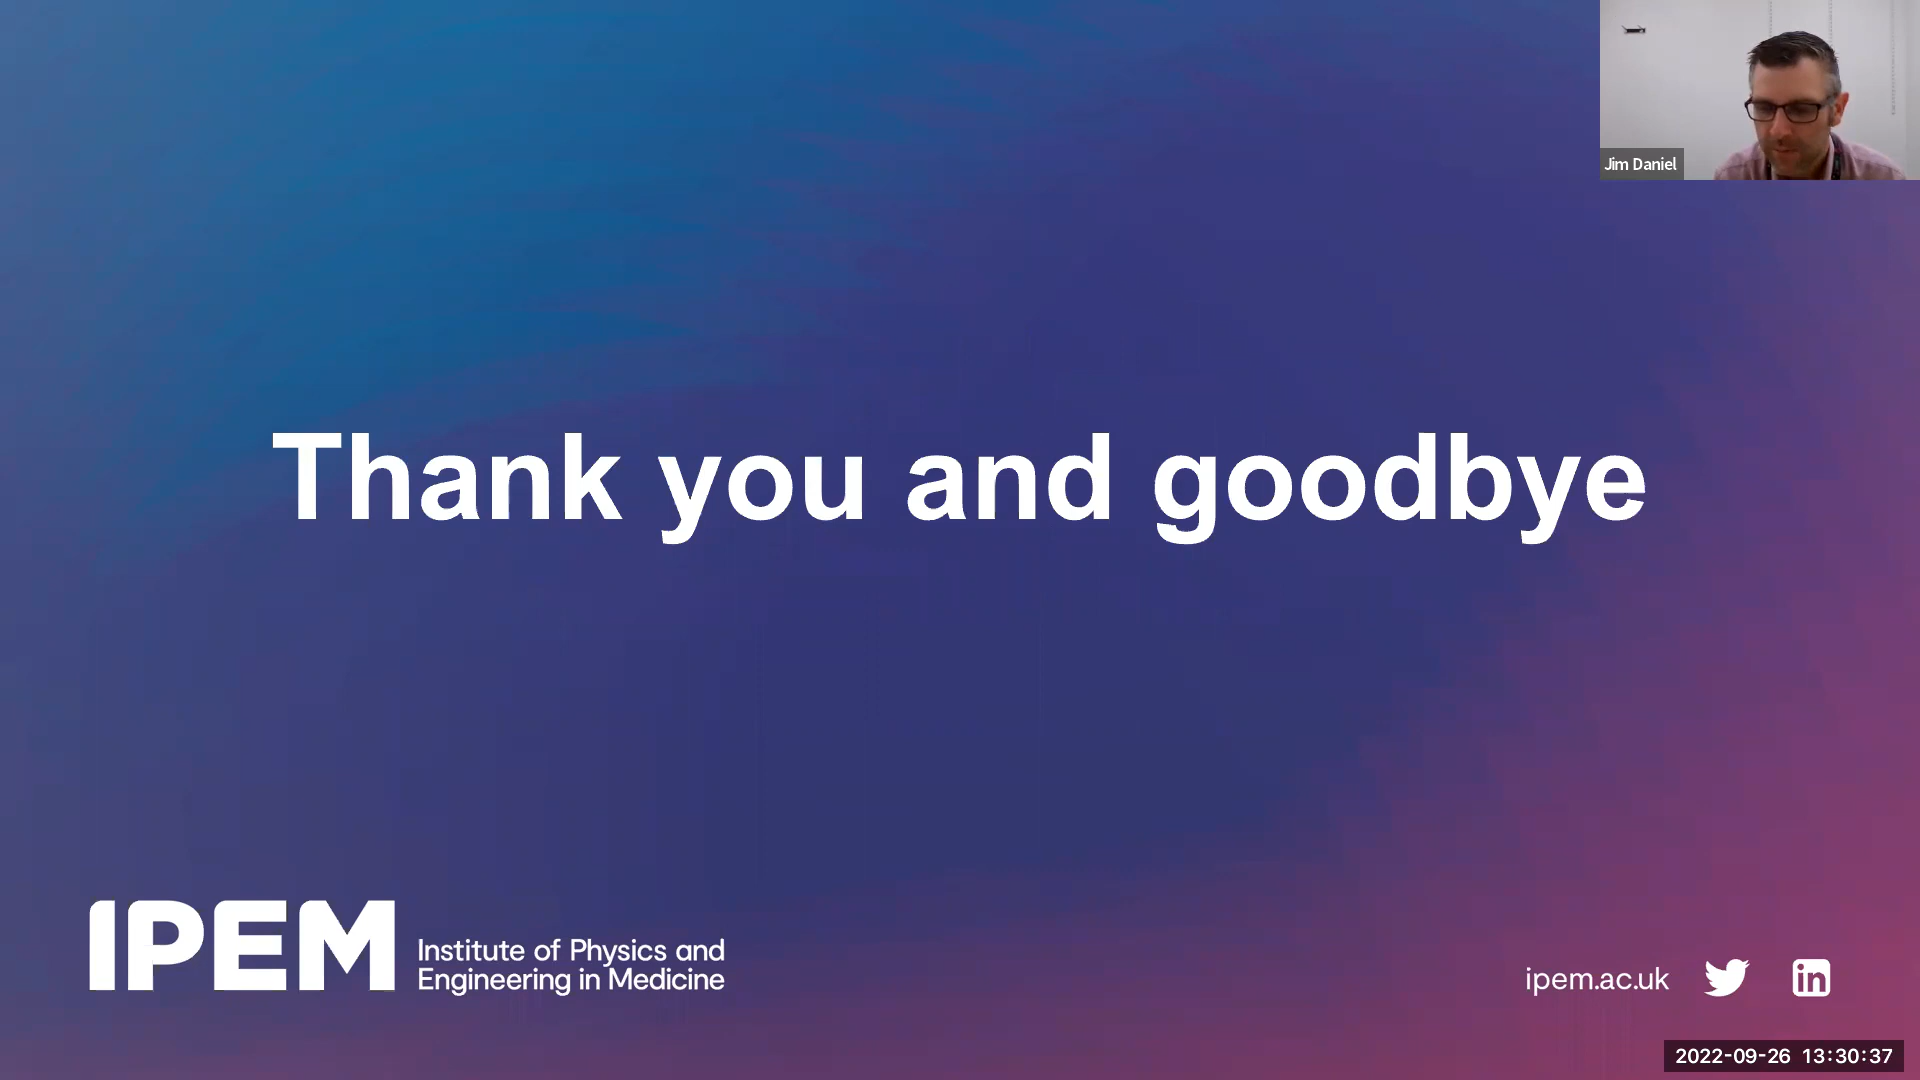 Jim Daniel
Thank you and goodbye
IPEM
Institute of Physics and
Engineering in Medicine
ipem.ac.uk
in
2022-09-26 13:30:37